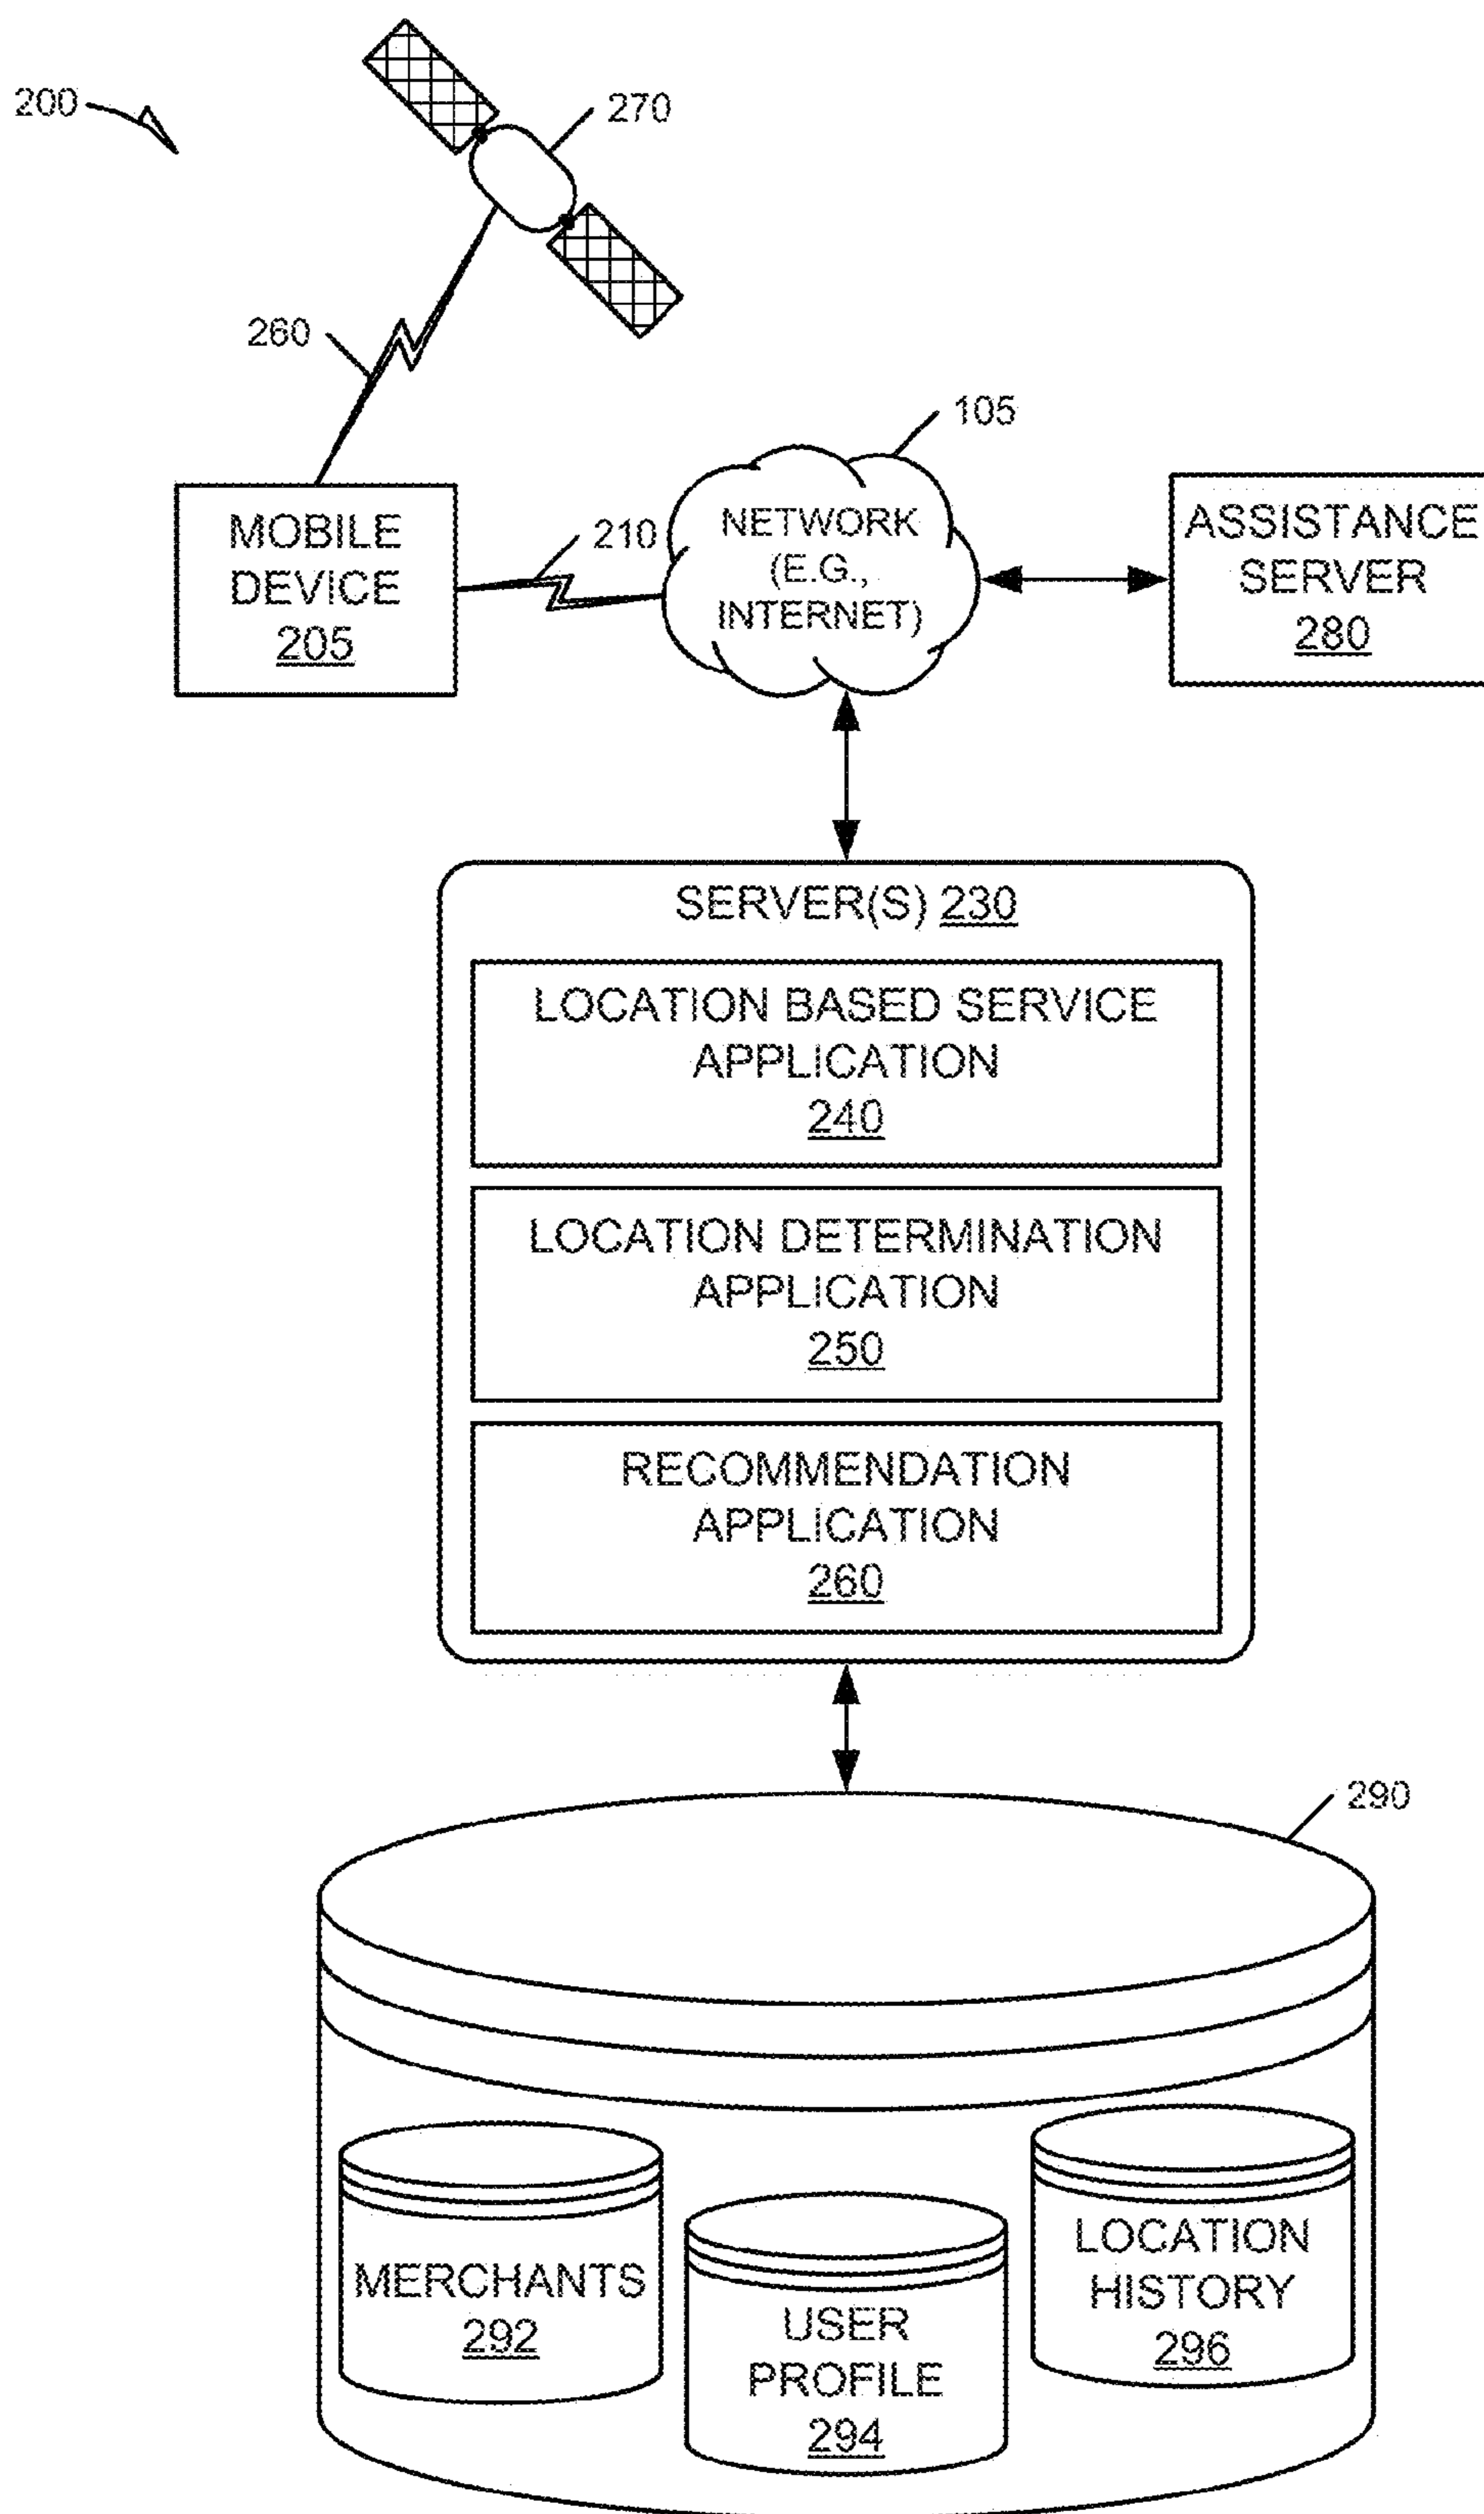 200
270
260
105
MOBILE
DEVICE
205
210
NETWORK
(E.G.,
INTERNET)
ASSISTANCE
SERVER
280
SERVER(S) 230
LOCATION BASED SERVICE
APPLICATION
240
LOCATION DETERMINATION
APPLICATION
250
RECOMMENDATION
APPLICATION
260
290
MERCHANTS
292
USER
PROFILE
294
LOCATION
HISTORY
296